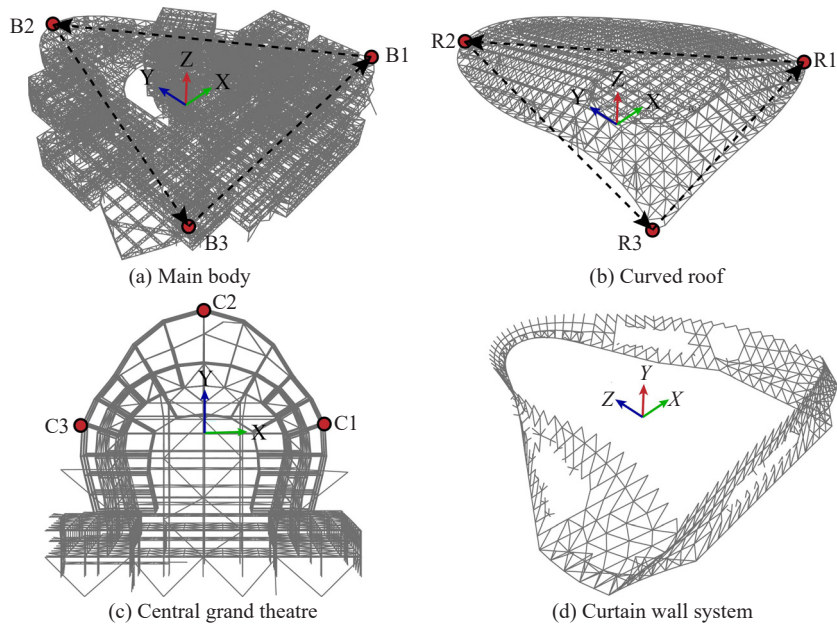 B2
B1
B3
Z
Y
X
(a) Main body
R2
R1
R3
Z
Y
X
(b) Curved roof
C2
C3
C1
Y
X
(c) Central grand theatre
Y
Z
X
(d) Curtain wall system